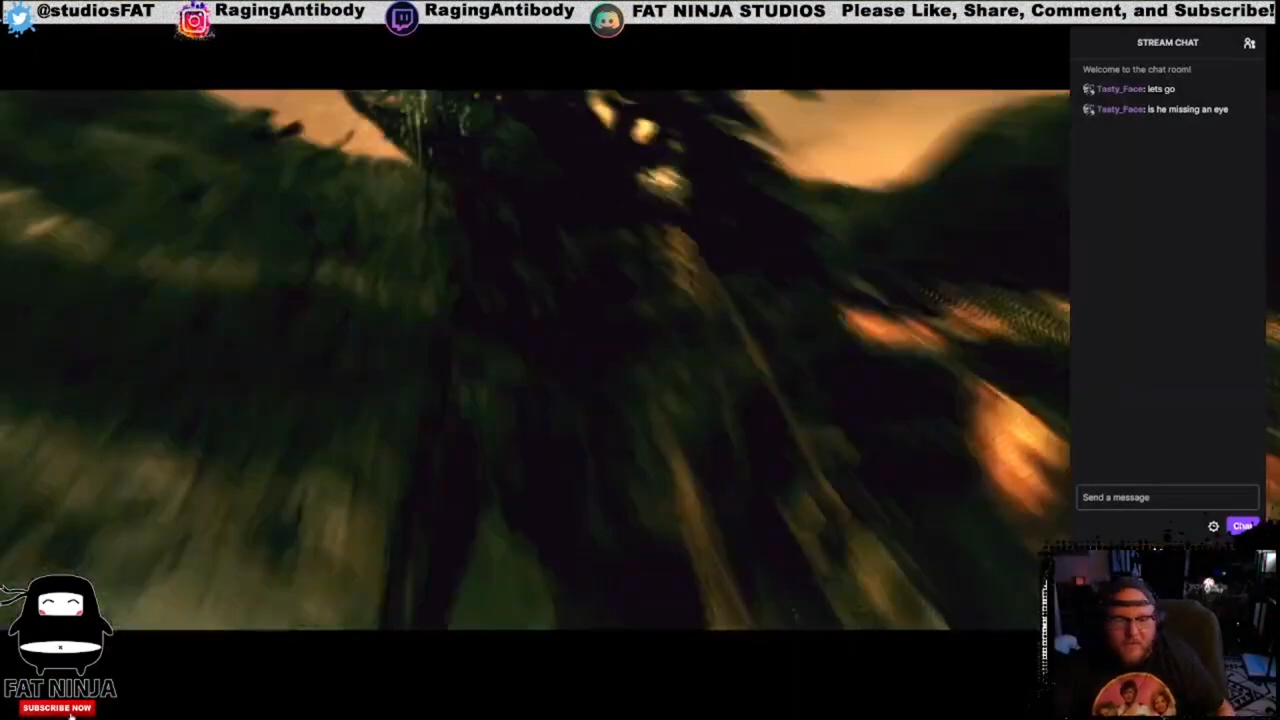 @studiosFAT
RagingAntibody
RagingAntibody
FAT NINJA STUDIOS
Please Like, Share, Comment, and Subscribe!
STREAM CHAT
Welcome to the chat room!
Tasty_Face: lets go
Tasty_Face: is he missing an eye
Send a message
Chat
FAT NINJA
SUBSCRIBE NOW